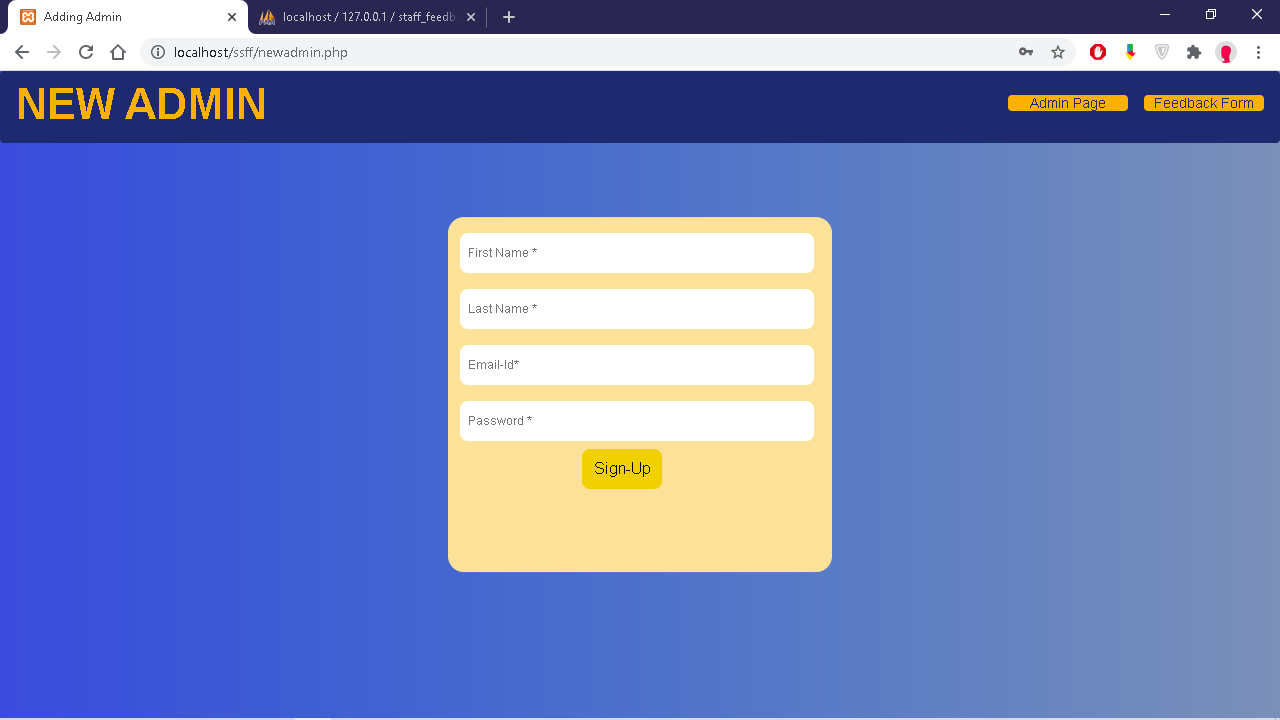 Adding Admin
localhost / 127.0.0.1 / staff_feedb
localhost/ssff/newadmin.php
NEW ADMIN
Admin Page
Feedback Form
First Name *
Last Name *
Email-Id*
Password *
Sign-Up